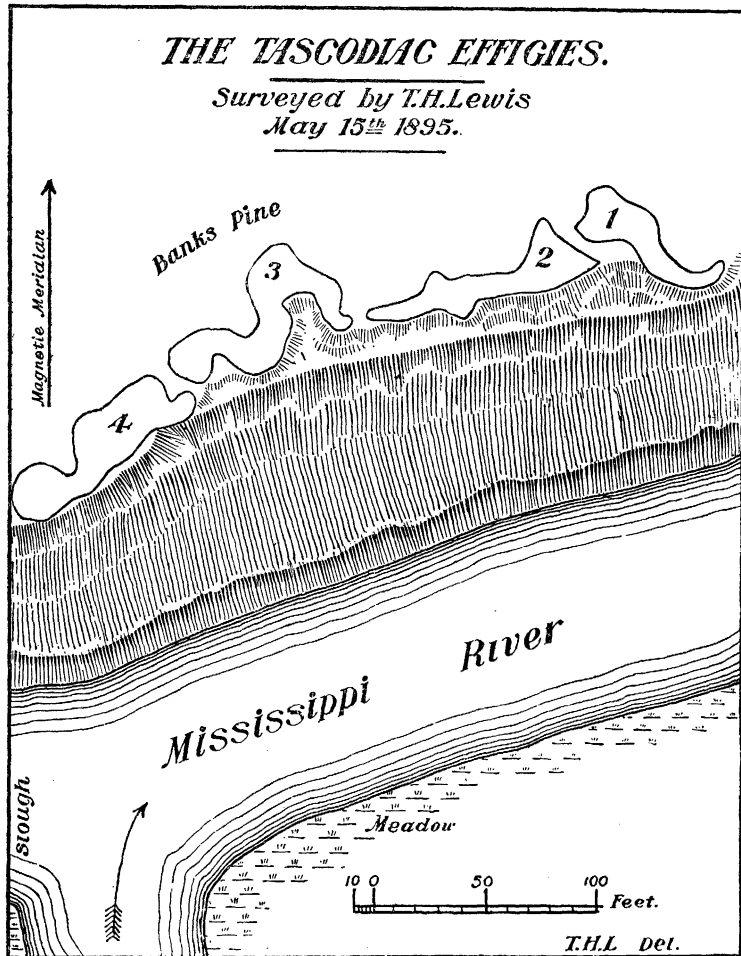 THE TASCODIAC EFFIGIES.
Surveyed by T.H.Lewis
May 15th 1895.
Magnetic Meridian
Banks Pine
1
2
3
4
Mississippi River
Slough
Meadow
10 0 50 100
Feet.
T.H.L Del.